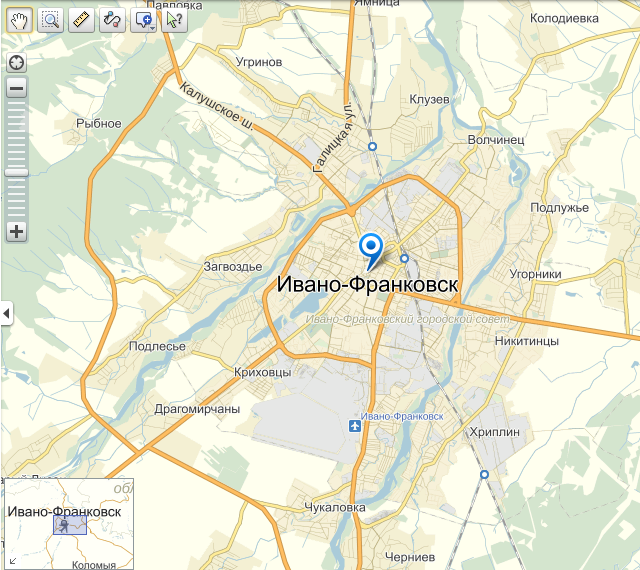 Павловка
Ямница
Колодиевка
?
Угринов
Калушское ш.
Клузев
Рыбное
Галицкая ул.
Волчинец
Подлужье
Загвоздье
Угорники
Ивано-Франковск
Ивано-Франковский городской совет
Никитинцы
Подлесье
Криховцы
Драгомирчаны
Ивано-Франковск
Хриплин
обл
Ивано-Франковск
Коломыя
Чукаловка
Черниев